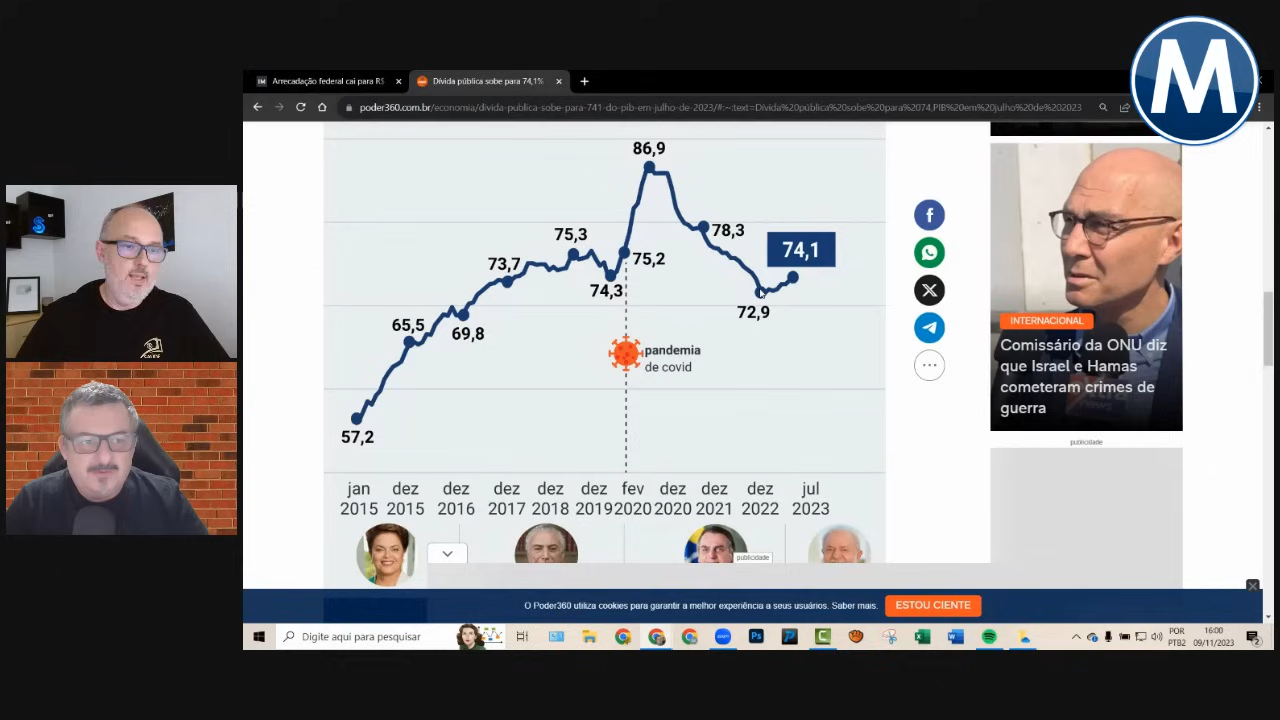 M
Arrecadação federal cai para R$
Dívida pública sobe para 74,1%
poder360.com.br/economia/divida-publica-sobe-para-741-do-pib-em-julho-de-2023/#:~:text=Dívida%20pública%20sobe%20para%2074,PIB%20em%20julho%20de%202023
86,9
75,3
78,3
74,1
73,7
75,2
74,3
72,9
65,5
69,8
pandemia
de covid
57,2
jan dez dez dez dez dez fev dez dez dez jul
2015 2015 2016 2017 2018 2019 2020 2020 2021 2022 2023
publicidade
INTERNACIONAL
Comissário da ONU diz
que Israel e Hamas
cometeram crimes de
guerra
publicidade
O Poder360 utiliza cookies para garantir a melhor experiência a seus usuários. Saber mais.
ESTOU CIENTE
Digite aqui para pesquisar
POR
PTB2
16:00
09/11/2023
2